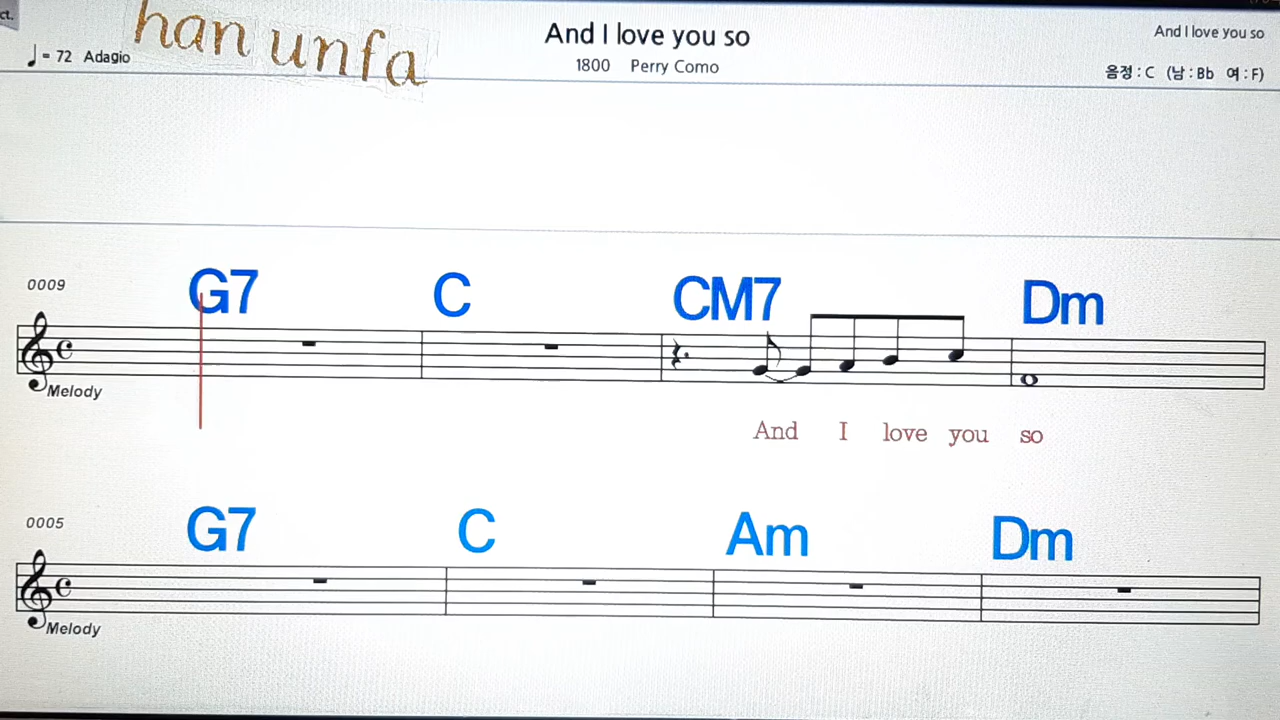 ct.
han unfa
And I love you so
And I love you so
♩= 72 Adagio
1800 Perry Como
음정 : C (남 : Bb 여 : F)
0009
G7 C CM7 Dm
Melody
And I love you so
0005
G7 C Am Dm
Melody